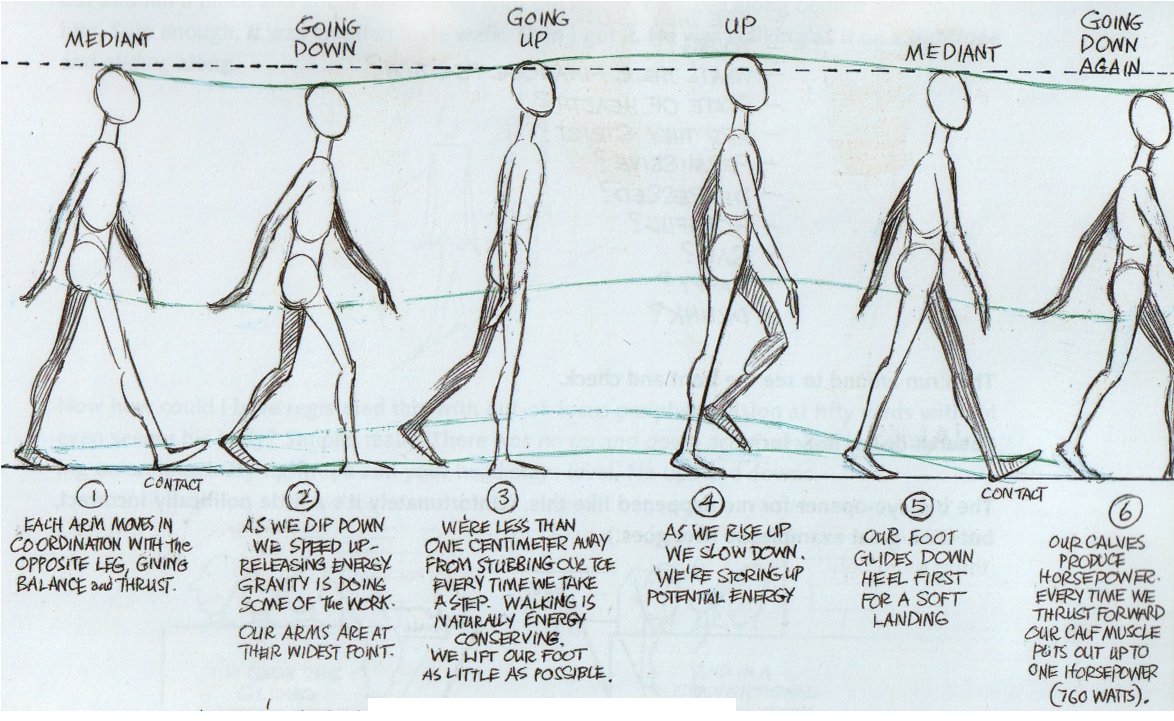 MEDIANT
GOING
DOWN
GOING
UP
UP
MEDIANT
GOING
DOWN
AGAIN
CONTACT
CONTACT
1
EACH ARM MOVES IN
CO ORDINATION WITH the
OPPOSITE LEG, GIVING
BALANCE and THRUST.
2
AS WE DIP DOWN
WE SPEED UP-
RELEASING ENERGY
GRAVITY IS DOING
SOME OF the WORK.
OUR ARMS ARE AT
THER WIDEST POINT.
3
WE'RE LESS THAN
ONE CENTIMETER AWAY
FROM STUBBING OUR TOE
EVERY TIME WE TAKE
A STEP. WALKING IS
NATURALLY ENERGY
CONSERVING.
WE LIFT OUR FOOT
AS LITTLE AS POSSIBLE.
4
AS WE RISE UP
WE SLOW DOWN.
WE'RE STORING UP
POTENTIAL ENERGY
5
OUR FOOT
GLIDES DOWN
HEEL FIRST
FOR A SOFT
LANDING
6
OUR CALVES
PRODUCE
HORSEPOWER.
EVERY TIME WE
THRUST FORWARD
OUR CALF MUSCLE
PUTS OUT UP TO
ONE HORSEPOWER
(760 WATTS).